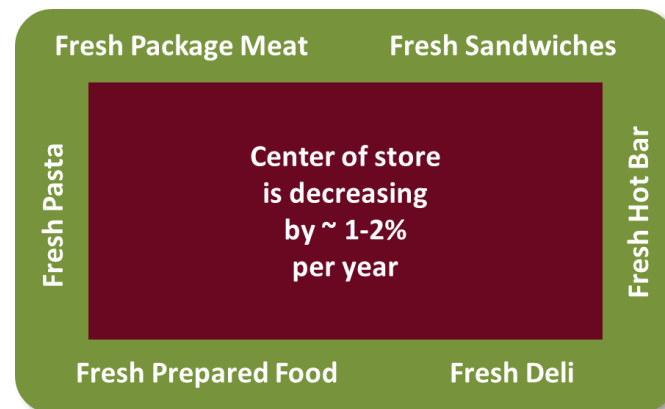 Fresh Package Meat
Fresh Sandwiches
Fresh Pasta
Center of store
is decreasing
by ~ 1-2%
per year
Fresh Hot Bar
Fresh Prepared Food
Fresh Deli